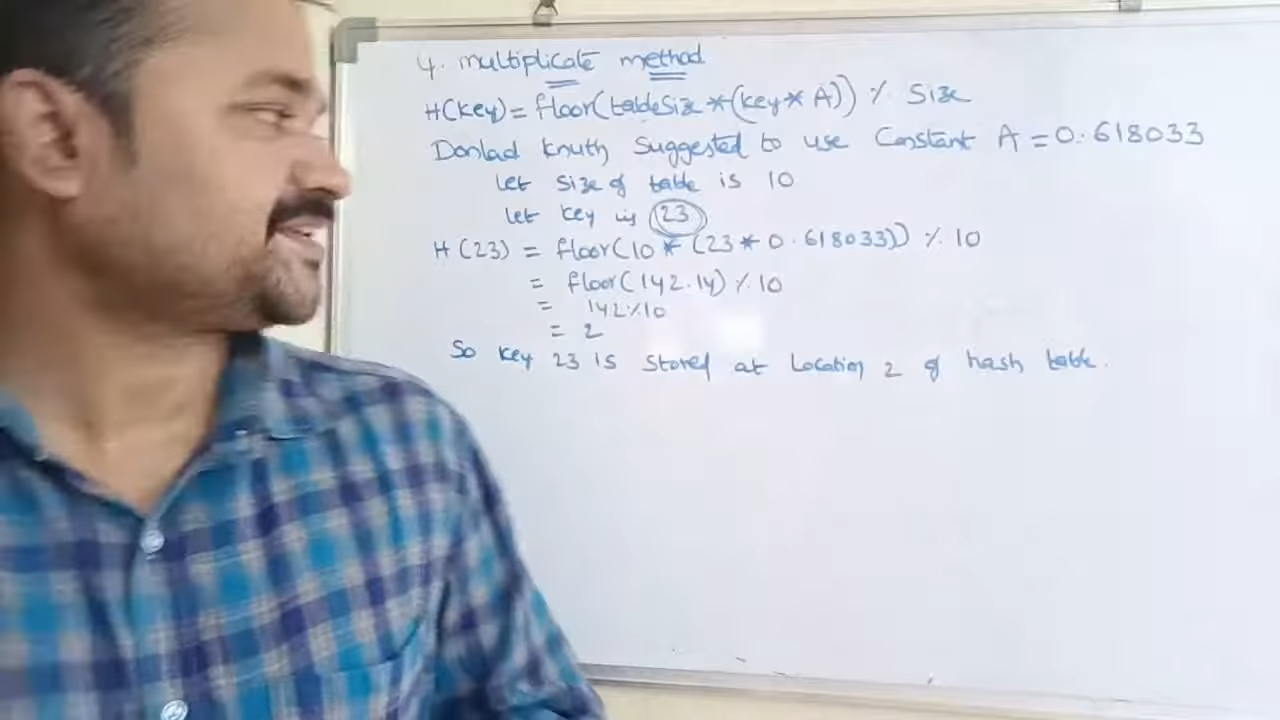 4. multiplicate method
H(key) = floor(tableSize *(key* A)) % Size
Donlad knuth Suggested to use Constant A = 0.618033
Let size of table is 10
Let key is 23
H(23) = floor(10 * (23 * 0.618033)) % 10
= floor(142.14) % 10
= 142%10
= 2
So key 23 is stored at Location 2 of hash table.